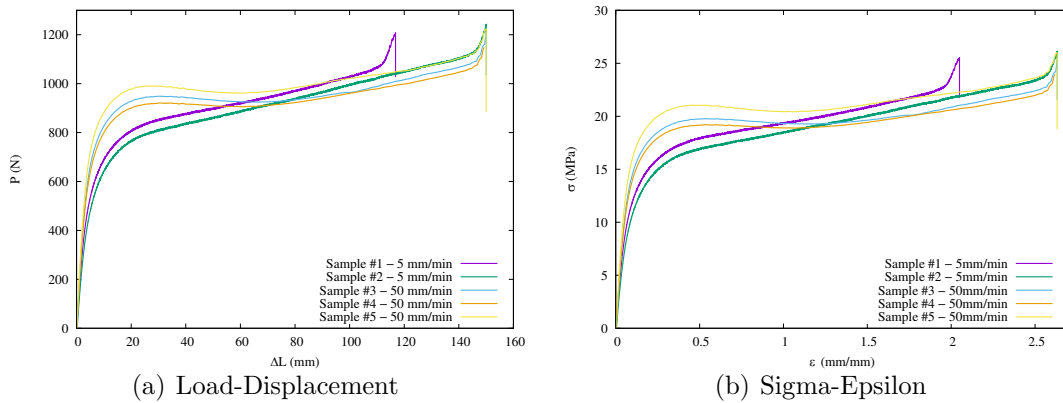 1200
1000
800
600
400
200
0
P (N)
0 20 40 60 80 100 120 140 160
ΔL (mm)
Sample #1 – 5 mm/min
Sample #2 – 5 mm/min
Sample #3 – 50 mm/min
Sample #4 – 50 mm/min
Sample #5 – 50 mm/min
(a) Load-Displacement
30
25
20
15
10
5
0
σ (MPa)
0 0.5 1 1.5 2 2.5
ε (mm/mm)
Sample #1 – 5mm/min
Sample #2 – 5mm/min
Sample #3 – 50mm/min
Sample #4 – 50mm/min
Sample #5 – 50mm/min
(b) Sigma-Epsilon